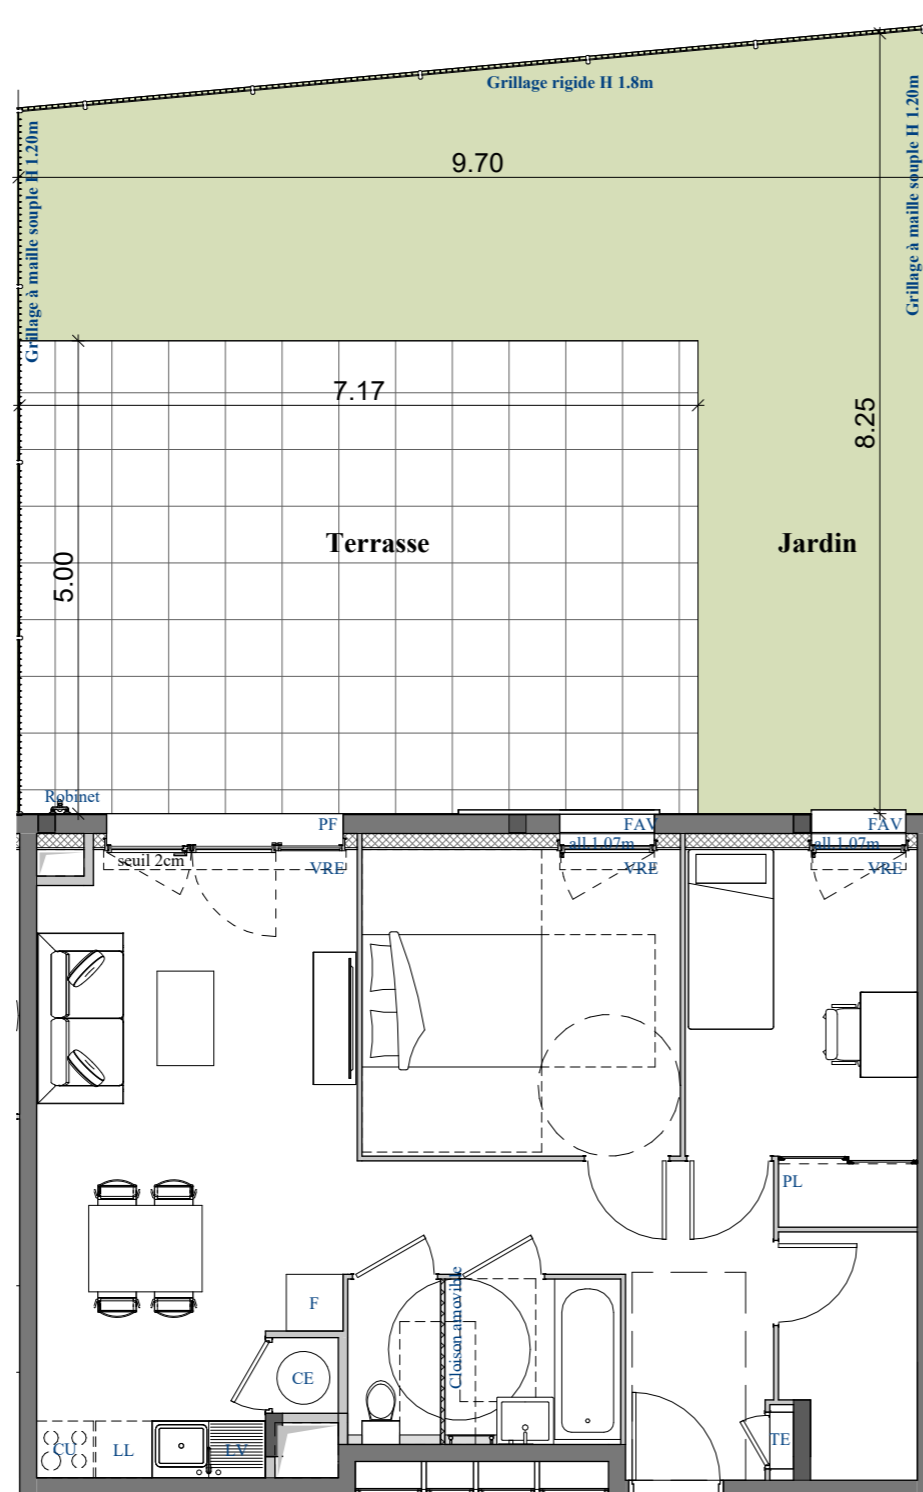 Grillage rigide H 1.8m
Grillage à maille souple H 1.20m
Grillage à maille souple H 1.20m
9.70
7.17
8.25
5.00
Terrasse
Jardin
Robinet
PF
FAV
FAV
seuil 2cm
all.1.07m
all.1.07m
VRE
VRE
VRE
PL
F
Cloison amovible
CE
CU
LL
LV
TE